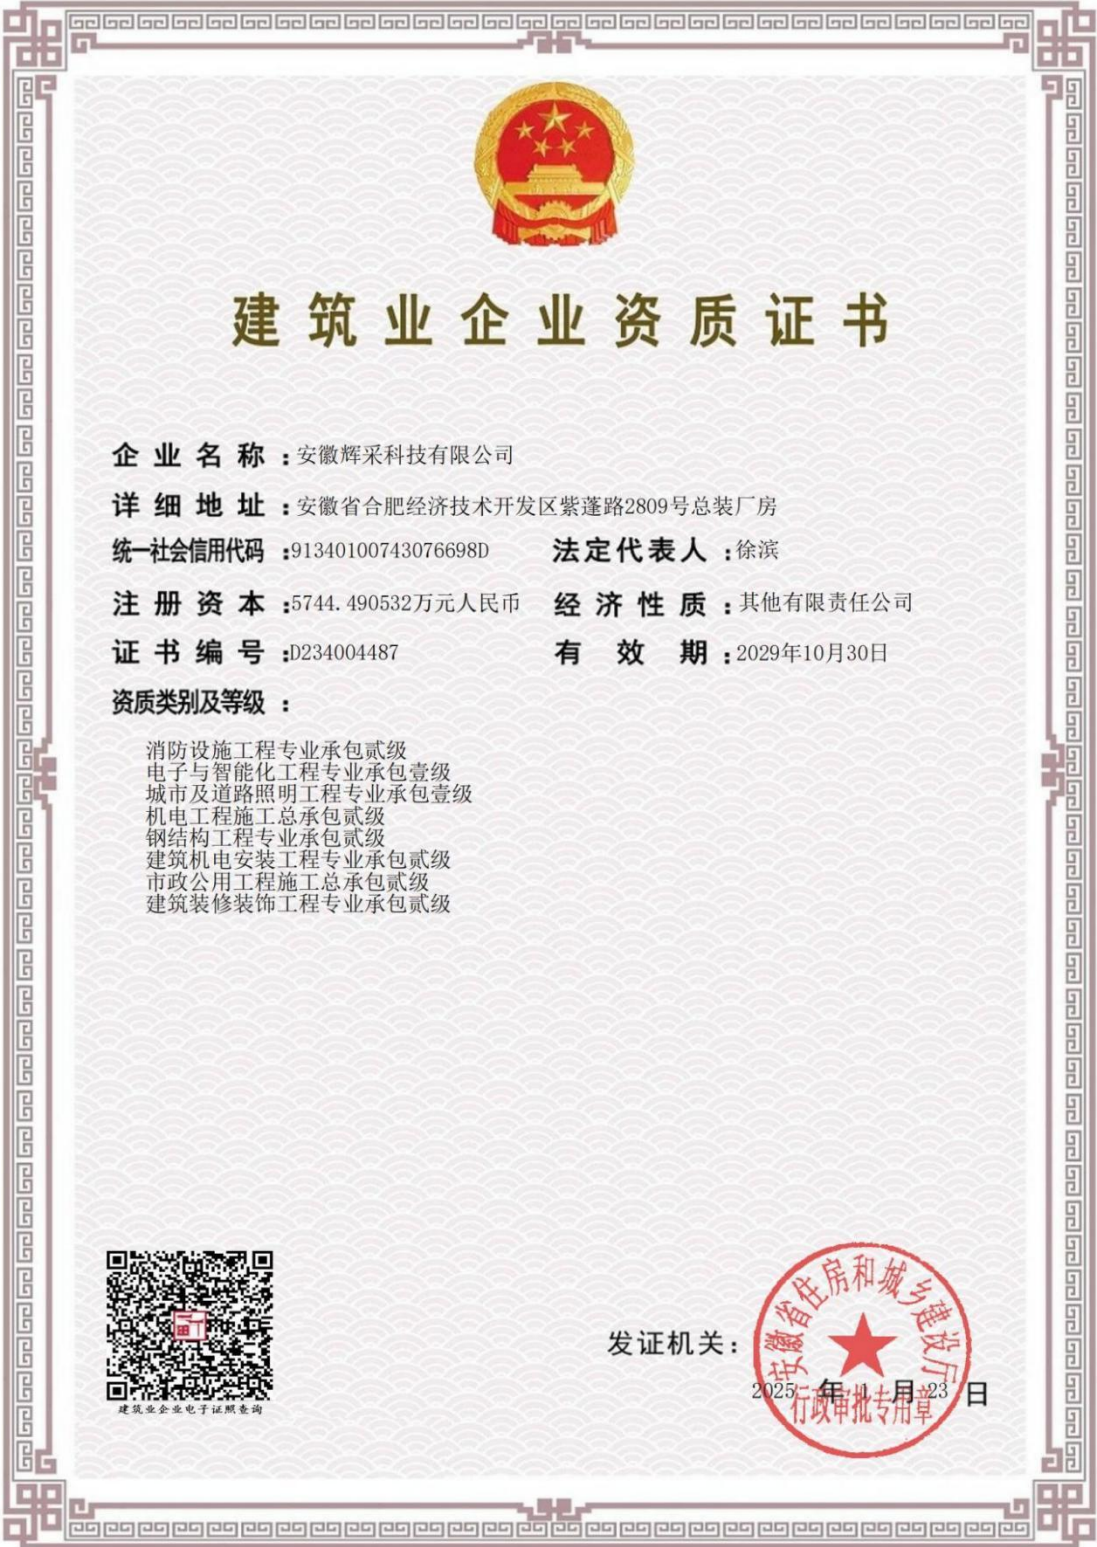 建筑业企业资质证书
企业名称：安徽辉采科技有限公司
详细地址：安徽省合肥经济技术开发区紫蓬路2809号总装厂房
统一社会信用代码：91340100743076698D 法定代表人：徐滨
注册资本：5744.490532万元人民币 经济性质：其他有限责任公司
证书编号：D234004487 有效期：2029年10月30日
资质类别及等级：
消防设施工程专业承包贰级
电子与智能化工程专业承包壹级
城市及道路照明工程专业承包壹级
机电工程施工总承包贰级
钢结构工程专业承包贰级
建筑机电安装工程专业承包贰级
市政公用工程施工总承包贰级
建筑装修装饰工程专业承包贰级
建筑业企业电子证照查询
发证机关：
安徽省住房和城乡建设厅
2025年1月23日
行政审批专用章